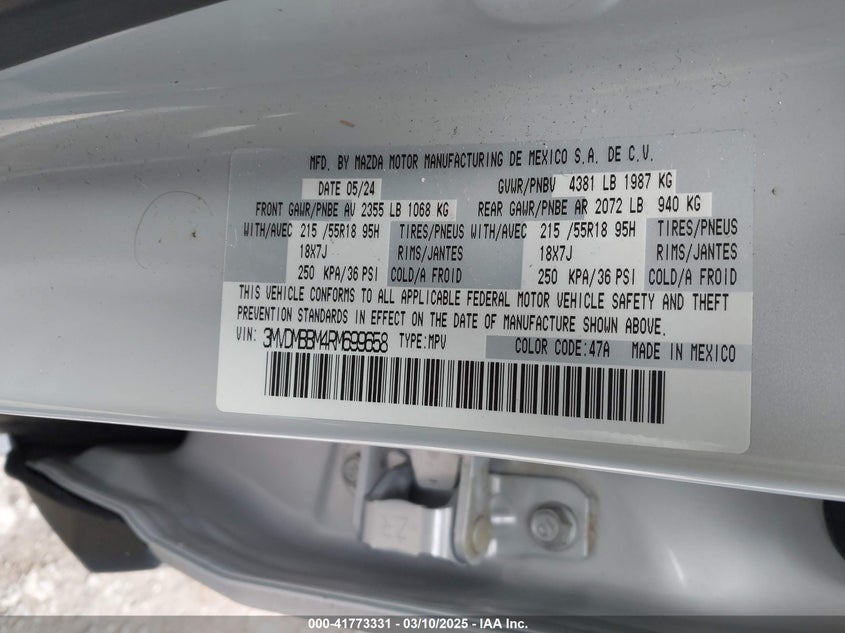 MFD. BY MAZDA MOTOR MANUFACTURING DE MEXICO S.A. DE C.V.
DATE 05/24 GVWR/PNBV 4381 LB 1987 KG
FRONT GAWR/PNBE AV 2355 LB 1068 KG REAR GAWR/PNBE AR 2072 LB 940 KG
WITH/AVEC 215 /55R18 95H TIRES/PNEUS WITH/AVEC 215 /55R18 95H TIRES/PNEUS
18X7J RIMS/JANTES 18X7J RIMS/JANTES
250 KPA/36 PSI COLD/A FROID 250 KPA/36 PSI COLD/A FROID
THIS VEHICLE CONFORMS TO ALL APPLICABLE FEDERAL MOTOR VEHICLE SAFETY AND THEFT
PREVENTION STANDARDS IN EFFECT ON THE DATE OF MANUFACTURE SHOWN ABOVE.
VIN: 3MVDMBBM4RM699658 TYPE:MPV COLOR CODE:47A MADE IN MEXICO
2R
000-41773331 - 03/10/2025 - © IAA, Inc.